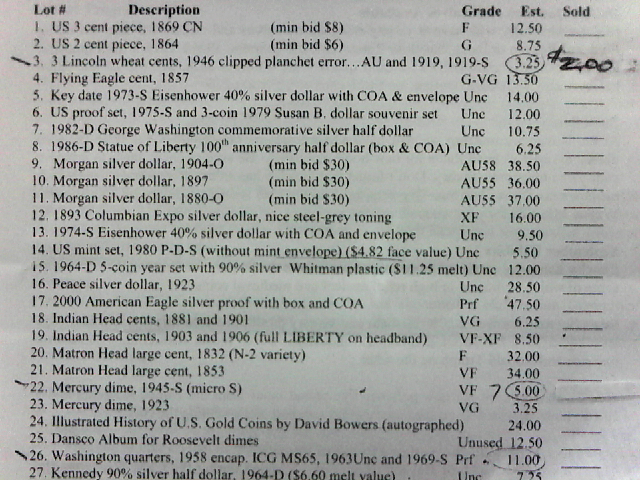 Lot # Description Grade Est. Sold
1. US 3 cent piece, 1869 CN (min bid $8) F 12.50
2. US 2 cent piece, 1864 (min bid $6) G 8.75
3. 3 Lincoln wheat cents, 1946 clipped planchet error…AU and 1919, 1919-S 3.25 $2.00
4. Flying Eagle cent, 1857 G-VG 13.50
5. Key date 1973-S Eisenhower 40% silver dollar with COA & envelope Unc 14.00
6. US proof set, 1975-S and 3-coin 1979 Susan B. dollar souvenir set Unc 12.00
7. 1982-D George Washington commemorative silver half dollar Unc 10.75
8. 1986-D Statue of Liberty 100th anniversary half dollar (box & COA) Unc 6.25
9. Morgan silver dollar, 1904-O (min bid $30) AU58 38.50
10. Morgan silver dollar, 1897 (min bid $30) AU55 36.00
11. Morgan silver dollar, 1880-O (min bid $30) AU55 37.00
12. 1893 Columbian Expo silver dollar, nice steel-grey toning XF 16.00
13. 1974-S Eisenhower 40% silver dollar with COA and envelope Unc 9.50
14. US mint set, 1980 P-D-S (without mint envelope) ($4.82 face value) Unc 5.50
15. 1964-D 5-coin year set with 90% silver Whitman plastic ($11.25 melt) Unc 12.00
16. Peace silver dollar, 1923 Unc 28.50
17. 2000 American Eagle silver proof with box and COA Prf 47.50
18. Indian Head cents, 1881 and 1901 VG 6.25
19. Indian Head cents, 1903 and 1906 (full LIBERTY on headband) VF-XF 8.50
20. Matron Head large cent, 1832 (N-2 variety) F 32.00
21. Matron Head large cent, 1853 VF 34.00
22. Mercury dime, 1945-S (micro S) VF 7 5.00
23. Mercury dime, 1923 VG 3.25
24. Illustrated History of U.S. Gold Coins by David Bowers (autographed) 24.00
25. Dansco Album for Roosevelt dimes Unused 12.50
26. Washington quarters, 1958 encap. ICG MS65, 1963Unc and 1969-S Prf 11.00
27. Kennedy 90% silver half dollar, 1964-D ($6.60 melt value) Unc 7.25